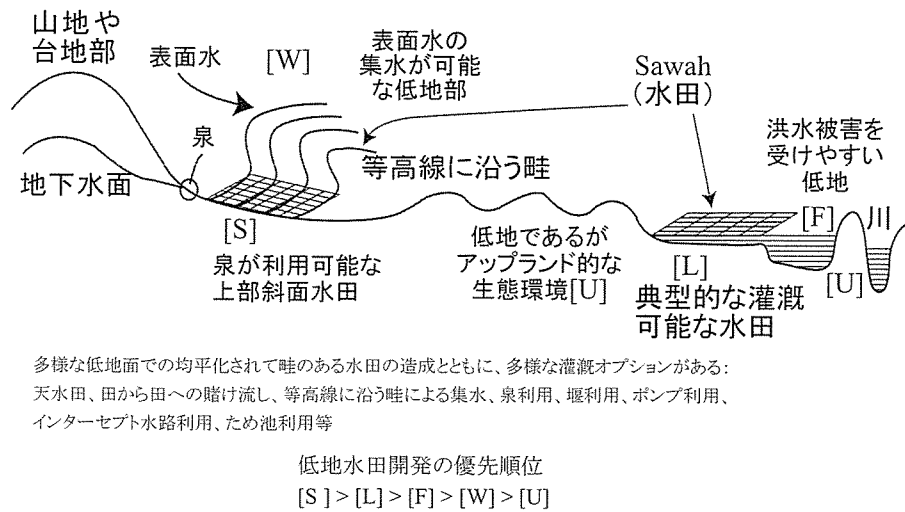 山地や
台地部
表面水
[W]
表面水の
集水が可能
な低地部
Sawah
(水田)
泉
地下水面
等高線に沿う畦
洪水被害を
受けやすい
低地
[F]
川
[S]
泉が利用可能な
上部斜面水田
低地であるが
アップランド的な
生態環境[U]
[L]
典型的な灌漑
可能な水田
[U]
多様な低地面での均平化されて畦のある水田の造成とともに、多様な灌漑オプションがある:
天水田、田から田への賭け流し、等高線に沿う畦による集水、泉利用、堰利用、ポンプ利用、
インターセプト水路利用、ため池利用等
低地水田開発の優先順位
[S ] > [L] > [F] > [W] > [U]